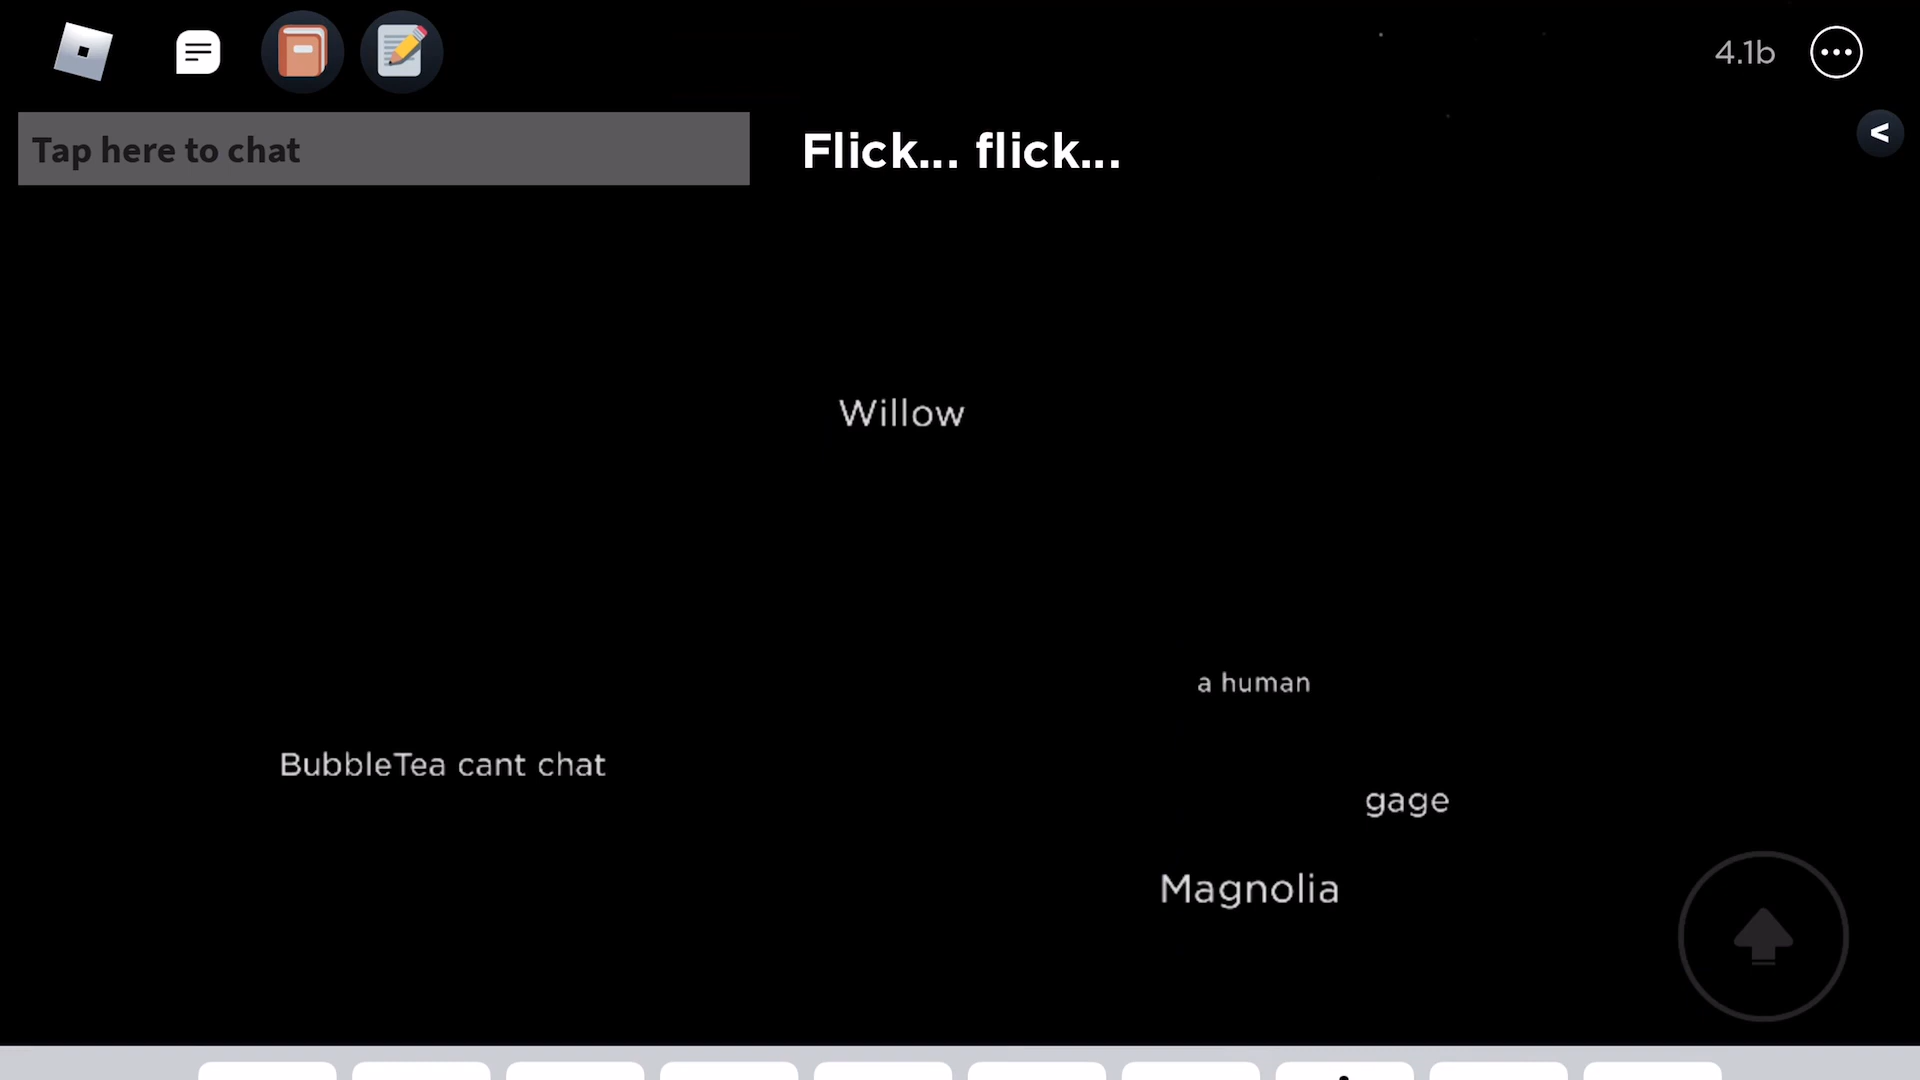 4.1b
Tap here to chat
Flick... flick...
<
Willow
a human
BubbleTea cant chat
gage
Magnolia